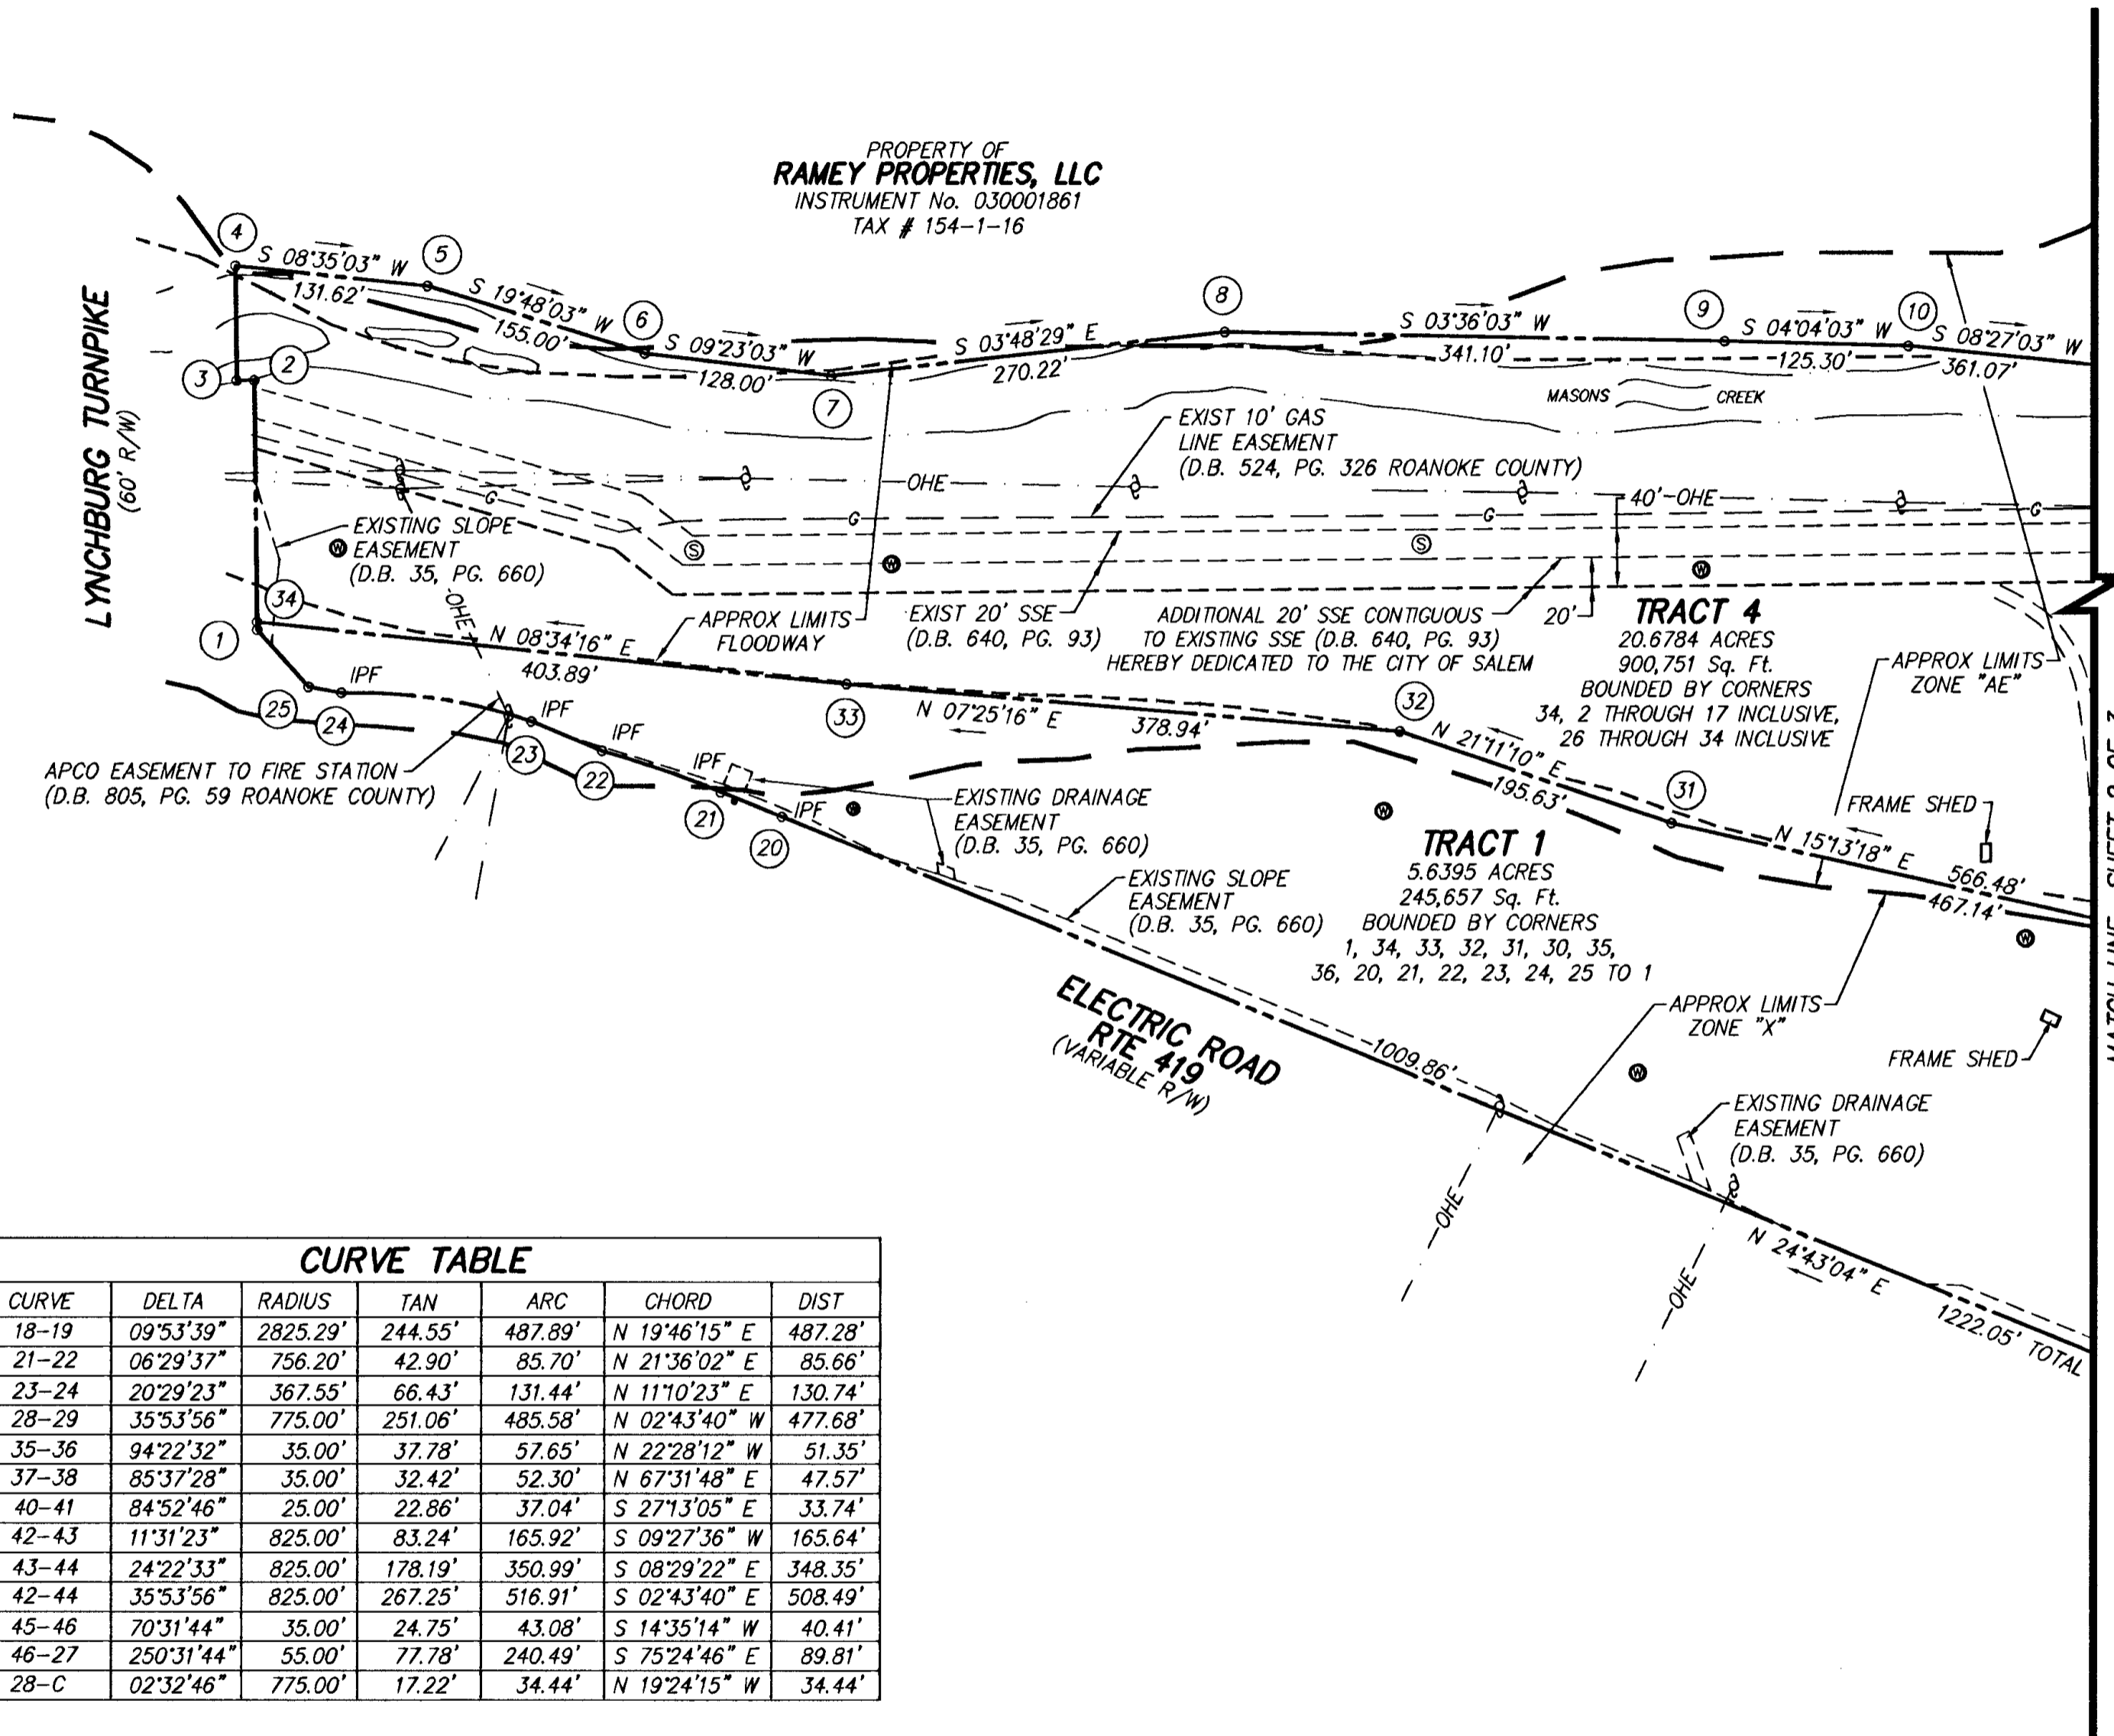 PROPERTY OF
RAMEY PROPERTIES, LLC
INSTRUMENT No. 030001861
TAX # 154-1-16
LYNCHBURG TURNPIKE
(60' R/W)
4
S 08°35'03" W
131.62'
5
S 19°48'03" W
155.00'
6
S 09°23'03" W
128.00'
7
S 03°48'29" E
270.22'
8
S 03°36'03" W
341.10'
9
S 04°04'03" W
125.30'
10
S 08°27'03" W
361.07'
3
2
MASONS CREEK
EXIST 10' GAS
LINE EASEMENT
(D.B. 524, PG. 326 ROANOKE COUNTY)
OHE
40'
OHE
G
G
G
G
EXISTING SLOPE
EASEMENT
(D.B. 35, PG. 660)
W
S
W
S
W
34
1
OHE
N 08°34'16" E
403.89'
APPROX LIMITS
FLOODWAY
EXIST 20' SSE
(D.B. 640, PG. 93)
ADDITIONAL 20' SSE CONTIGUOUS
TO EXISTING SSE (D.B. 640, PG. 93)
HEREBY DEDICATED TO THE CITY OF SALEM
20'
TRACT 4
20.6784 ACRES
900,751 Sq. Ft.
BOUNDED BY CORNERS
34, 2 THROUGH 17 INCLUSIVE,
26 THROUGH 34 INCLUSIVE
APPROX LIMITS
ZONE "AE"
IPF
25
24
IPF
23
IPF
22
IPF
21
IPF
20
33
N 07°25'16" E
378.94'
32
N 21°11'10" E
195.63'
31
N 15°13'18" E
566.48'
467.14'
FRAME SHED
APCO EASEMENT TO FIRE STATION
(D.B. 805, PG. 59 ROANOKE COUNTY)
EXISTING DRAINAGE
EASEMENT
(D.B. 35, PG. 660)
W
W
TRACT 1
5.6395 ACRES
245,657 Sq. Ft.
BOUNDED BY CORNERS
1, 34, 33, 32, 31, 30, 35,
36, 20, 21, 22, 23, 24, 25 TO 1
EXISTING SLOPE
EASEMENT
(D.B. 35, PG. 660)
W
APPROX LIMITS
ZONE "X"
FRAME SHED
ELECTRIC ROAD
RTE 419
(VARIABLE R/W)
1009.86'
W
EXISTING DRAINAGE
EASEMENT
(D.B. 35, PG. 660)
OHE
OHE
N 24°43'04" E
1222.05' TOTAL
CURVE TABLE
CURVE DELTA RADIUS TAN ARC CHORD DIST
18-19 09°53'39" 2825.29' 244.55' 487.89' N 19°46'15" E 487.28'
21-22 06°29'37" 756.20' 42.90' 85.70' N 21°36'02" E 85.66'
23-24 20°29'23" 367.55' 66.43' 131.44' N 11°10'23" E 130.74'
28-29 35°53'56" 775.00' 251.06' 485.58' N 02°43'40" W 477.68'
35-36 94°22'32" 35.00' 37.78' 57.65' N 22°28'12" W 51.35'
37-38 85°37'28" 35.00' 32.42' 52.30' N 67°31'48" E 47.57'
40-41 84°52'46" 25.00' 22.86' 37.04' S 27°13'05" E 33.74'
42-43 11°31'23" 825.00' 83.24' 165.92' S 09°27'36" W 165.64'
43-44 24°22'33" 825.00' 178.19' 350.99' S 08°29'22" E 348.35'
42-44 35°53'56" 825.00' 267.25' 516.91' S 02°43'40" E 508.49'
45-46 70°31'44" 35.00' 24.75' 43.08' S 14°35'14" W 40.41'
46-27 250°31'44" 55.00' 77.78' 240.49' S 75°24'46" E 89.81'
28-C 02°32'46" 775.00' 17.22' 34.44' N 19°24'15" W 34.44'